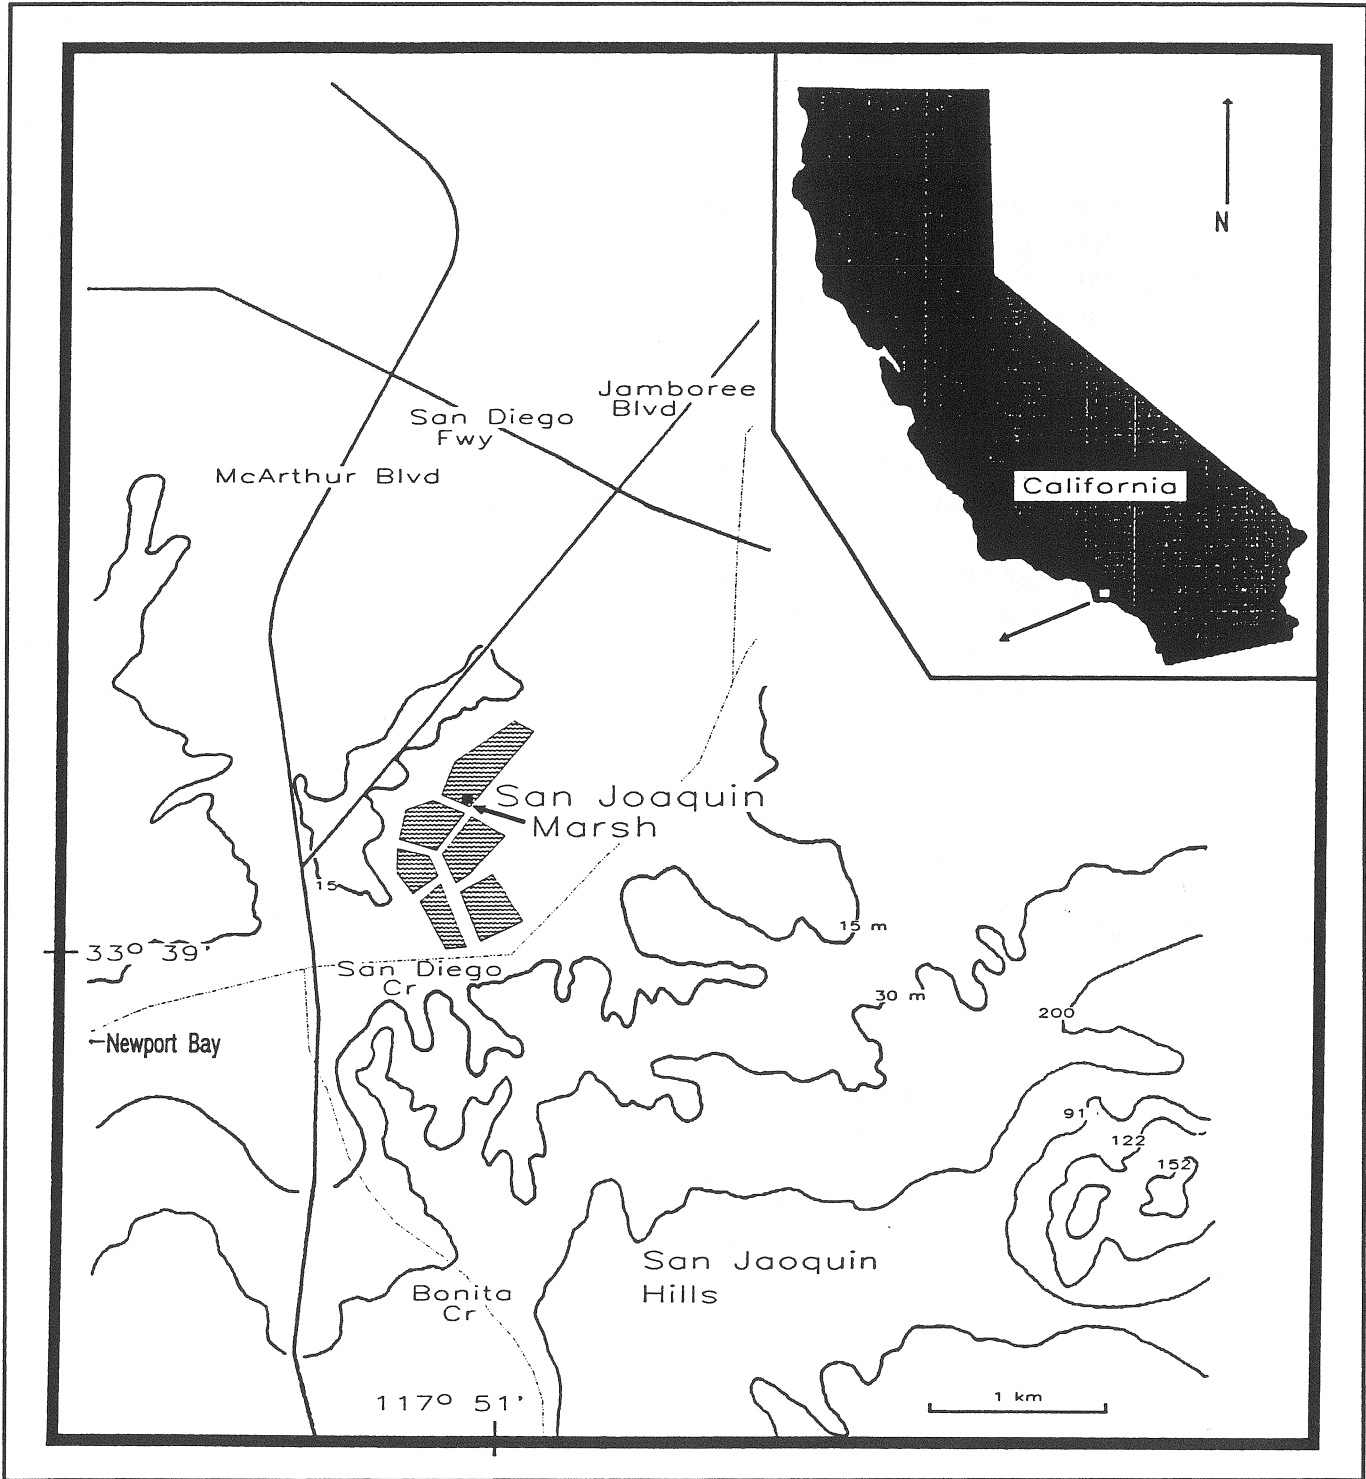 N
Jamboree
Blvd
San Diego
Fwy
McArthur Blvd
California
San Joaquin
Marsh
15
15 m
33° 39'
San Diego
Cr
30 m
200
Newport Bay
91
122
152
San Jaoquin
Hills
Bonita
Cr
117° 51'
1 km